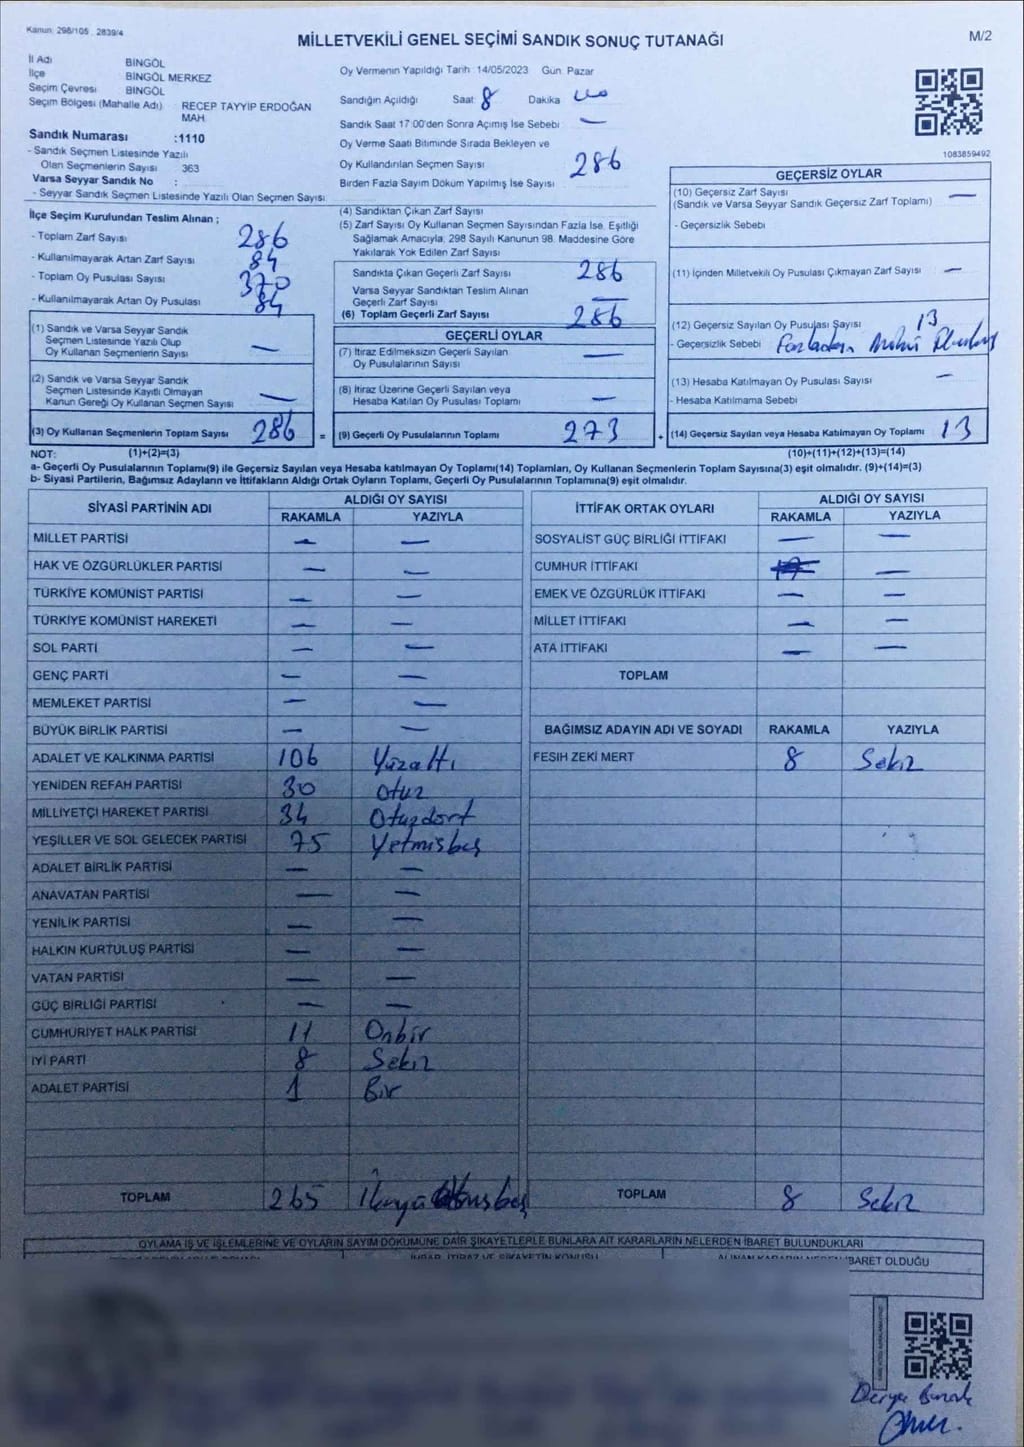 Kanun: 298/105 , 2839/4
MİLLETVEKİLİ GENEL SEÇİMİ SANDIK SONUÇ TUTANAĞI
M/2
İl Adı BİNGÖL
İlçe BİNGÖL MERKEZ
Seçim Çevresi BİNGÖL
Seçim Bölgesi (Mahalle Adı) RECEP TAYYİP ERDOĞAN MAH.
Sandık Numarası :1110
- Sandık Seçmen Listesinde Yazılı
Olan Seçmenlerin Sayısı 363
Varsa Seyyar Sandık No :
- Seyyar Sandık Seçmen Listesinde Yazılı Olan Seçmen Sayısı
Oy Vermenin Yapıldığı Tarih :14/05/2023 Gün: Pazar
Sandığın Açıldığı Saat 8 Dakika
Sandık Saat 17:00'den Sonra Açımış İse Sebebi —
Oy Verme Saati Bitiminde Sırada Bekleyen ve
Oy Kullandırılan Seçmen Sayısı 286
Birden Fazla Sayım Döküm Yapılmış İse Sayısı
1083859492
İlçe Seçim Kurulundan Teslim Alınan ;
- Toplam Zarf Sayısı 286
- Kullanılmayarak Artan Zarf Sayısı 84
- Toplam Oy Pusulası Sayısı 370
- Kullanılmayarak Artan Oy Pusulası 84
(1) Sandık ve Varsa Seyyar Sandık
Seçmen Listesinde Yazılı Olup
Oy Kullanan Seçmenlerin Sayısı —
(2) Sandık ve Varsa Seyyar Sandık
Seçmen Listesinde Kayıtlı Olmayan
Kanun Gereği Oy Kullanan Seçmen Sayısı —
(3) Oy Kullanan Seçmenlerin Toplam Sayısı 286 =
(4) Sandıktan Çıkan Zarf Sayısı
(5) Zarf Sayısı Oy Kullanan Seçmen Sayısından Fazla İse, Eşitliği
Sağlamak Amacıyla, 298 Sayılı Kanunun 98. Maddesine Göre
Yakılarak Yok Edilen Zarf Sayısı
Sandıkta Çıkan Geçerli Zarf Sayısı 286
Varsa Seyyar Sandıktan Teslim Alınan
Geçerli Zarf Sayısı —
(6) Toplam Geçerli Zarf Sayısı 286
GEÇERLİ OYLAR
(7) İtiraz Edilmeksizin Geçerli Sayılan
Oy Pusulalarının Sayısı —
(8) İtiraz Üzerine Geçerli Sayılan veya
Hesaba Katılan Oy Pusulası Toplamı —
(9) Geçerli Oy Pusulalarının Toplamı 273 +
GEÇERSİZ OYLAR
(10) Geçersiz Zarf Sayısı —
(Sandık ve Varsa Seyyar Sandık Geçersiz Zarf Toplamı)
- Geçersizlik Sebebi
(11) İçinden Milletvekili Oy Pusulası Çıkmayan Zarf Sayısı —
(12) Geçersiz Sayılan Oy Pusulası Sayısı 13
- Geçersizlik Sebebi Fazladan
(13) Hesaba Katılmayan Oy Pusulası Sayısı —
- Hesaba Katılmama Sebebi
(14) Geçersiz Sayılan veya Hesaba Katılmayan Oy Toplamı 13
NOT: (1)+(2)=(3) (10)+(11)+(12)+(13)=(14)
a- Geçerli Oy Pusulalarının Toplamı(9) ile Geçersiz Sayılan veya Hesaba katılmayan Oy Toplamı(14) Toplamları, Oy Kullanan Seçmenlerin Toplam Sayısına(3) eşit olmalıdır. (9)+(14)=(3)
b- Siyasi Partilerin, Bağımsız Adayların ve İttifakların Aldığı Ortak Oyların Toplamı, Geçerli Oy Pusulalarının Toplamına(9) eşit olmalıdır.
SİYASİ PARTİNİN ADI ALDIĞI OY SAYISI
RAKAMLA YAZIYLA
MİLLET PARTİSİ — —
HAK VE ÖZGÜRLÜKLER PARTİSİ — —
TÜRKİYE KOMÜNİST PARTİSİ — —
TÜRKİYE KOMÜNİST HAREKETİ — —
SOL PARTİ — —
GENÇ PARTİ — —
MEMLEKET PARTİSİ — —
BÜYÜK BİRLİK PARTİSİ — —
ADALET VE KALKINMA PARTİSİ 106 Yüzaltı
YENİDEN REFAH PARTİSİ 30 otuz
MİLLİYETÇİ HAREKET PARTİSİ 34 Otuzdört
YEŞİLLER VE SOL GELECEK PARTİSİ 75 Yetmişbeş
ADALET BİRLİK PARTİSİ — —
ANAVATAN PARTİSİ — —
YENİLİK PARTİSİ — —
HALKIN KURTULUŞ PARTİSİ — —
VATAN PARTİSİ — —
GÜÇ BİRLİĞİ PARTİSİ — —
CUMHURİYET HALK PARTİSİ 11 Onbir
İYİ PARTİ 8 Sekiz
ADALET PARTİSİ 1 Bir
TOPLAM 265
İTTİFAK ORTAK OYLARI ALDIĞI OY SAYISI
RAKAMLA YAZIYLA
SOSYALİST GÜÇ BİRLİĞİ İTTİFAKI — —
CUMHUR İTTİFAKI —
EMEK VE ÖZGÜRLÜK İTTİFAKI — —
MİLLET İTTİFAKI — —
ATA İTTİFAKI — —
TOPLAM
BAĞIMSIZ ADAYIN ADI VE SOYADI RAKAMLA YAZIYLA
FESİH ZEKİ MERT 8 Sekiz
TOPLAM 8 Sekiz
OYLAMA İŞ VE İŞLEMLERİNE VE OYLARIN SAYIM DÖKÜMÜNE DAİR ŞİKAYETLERLE BUNLARA AİT KARARLARIN NELERDEN İBARET BULUNDUKLARI
İHBAR, İTİRAZ VE ŞİKAYETİN KONUSU
İBARET OLDUĞU
Derya